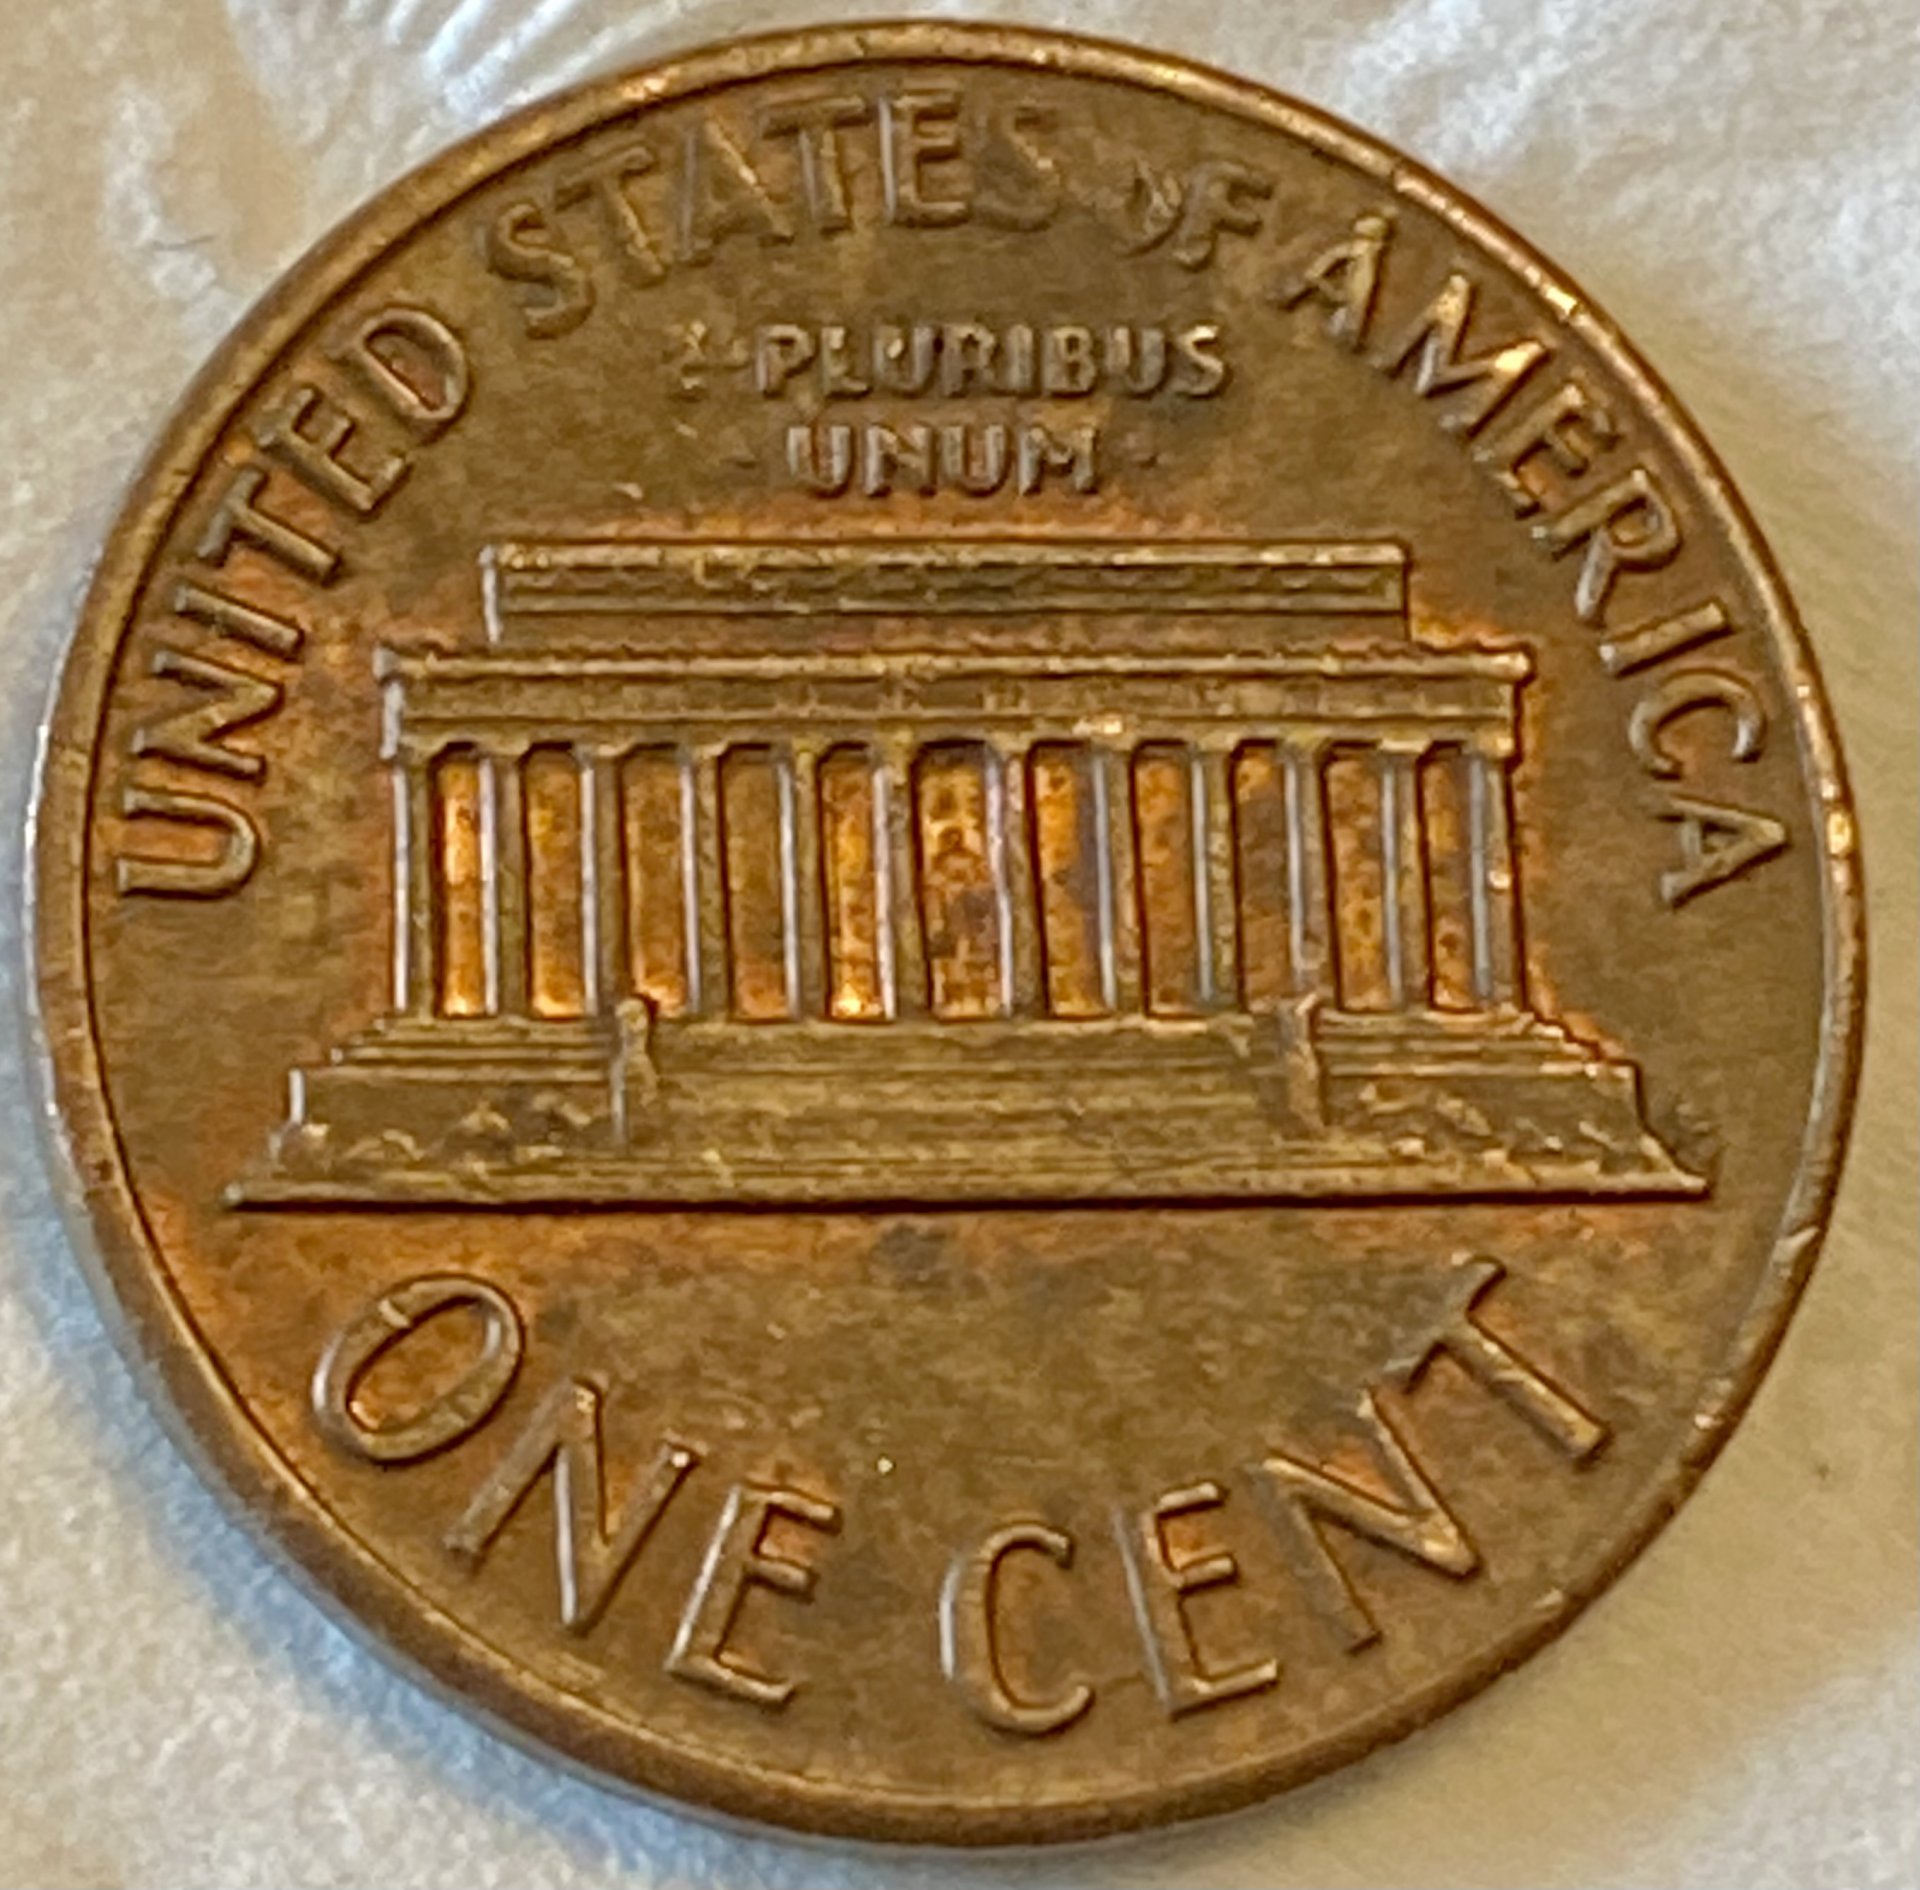 UNITED STATES OF AMERICA
E PLURIBUS
· UNUM ·
ONE CENT